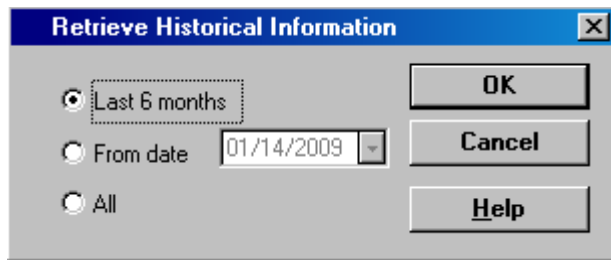 Retrieve Historical Information
Last 6 months
OK
From date 01/14/2009
Cancel
All
Help